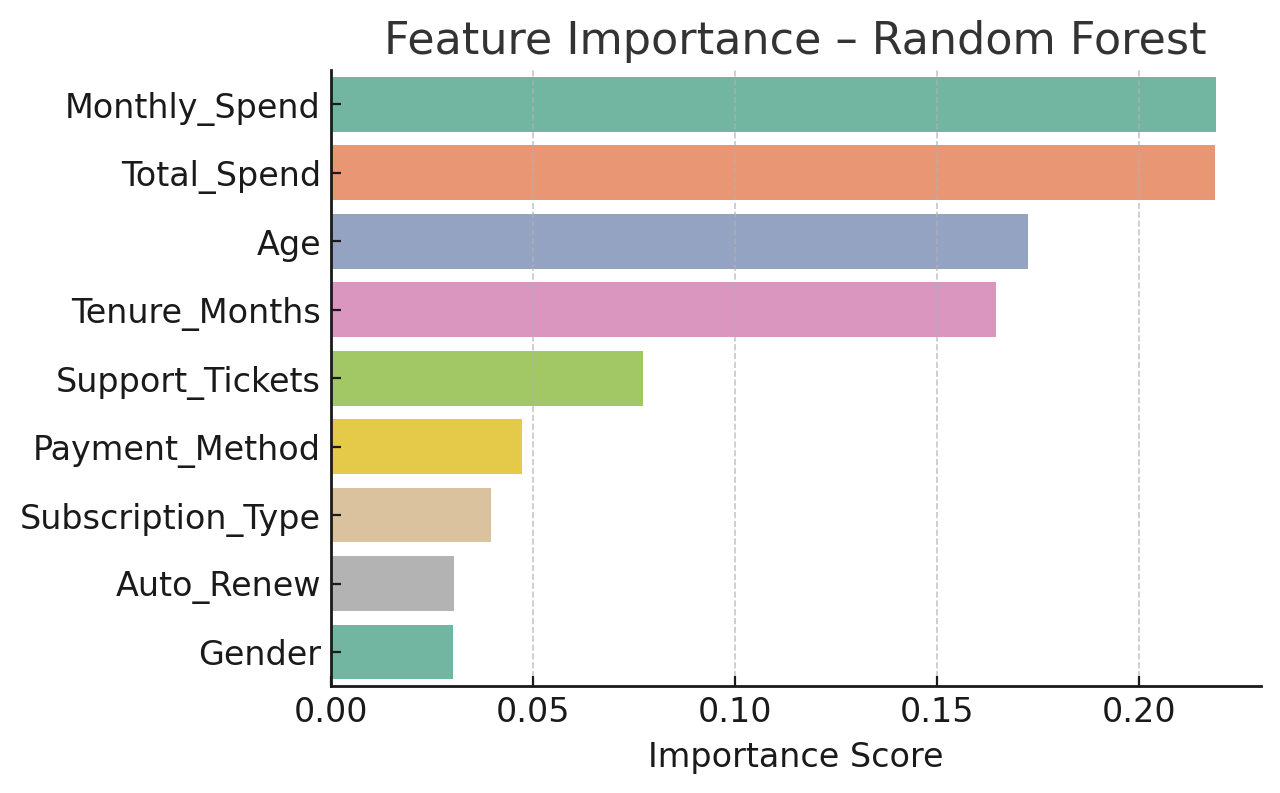 Feature Importance – Random Forest
Monthly_Spend
Total_Spend
Age
Tenure_Months
Support_Tickets
Payment_Method
Subscription_Type
Auto_Renew
Gender
0.00 0.05 0.10 0.15 0.20
Importance Score